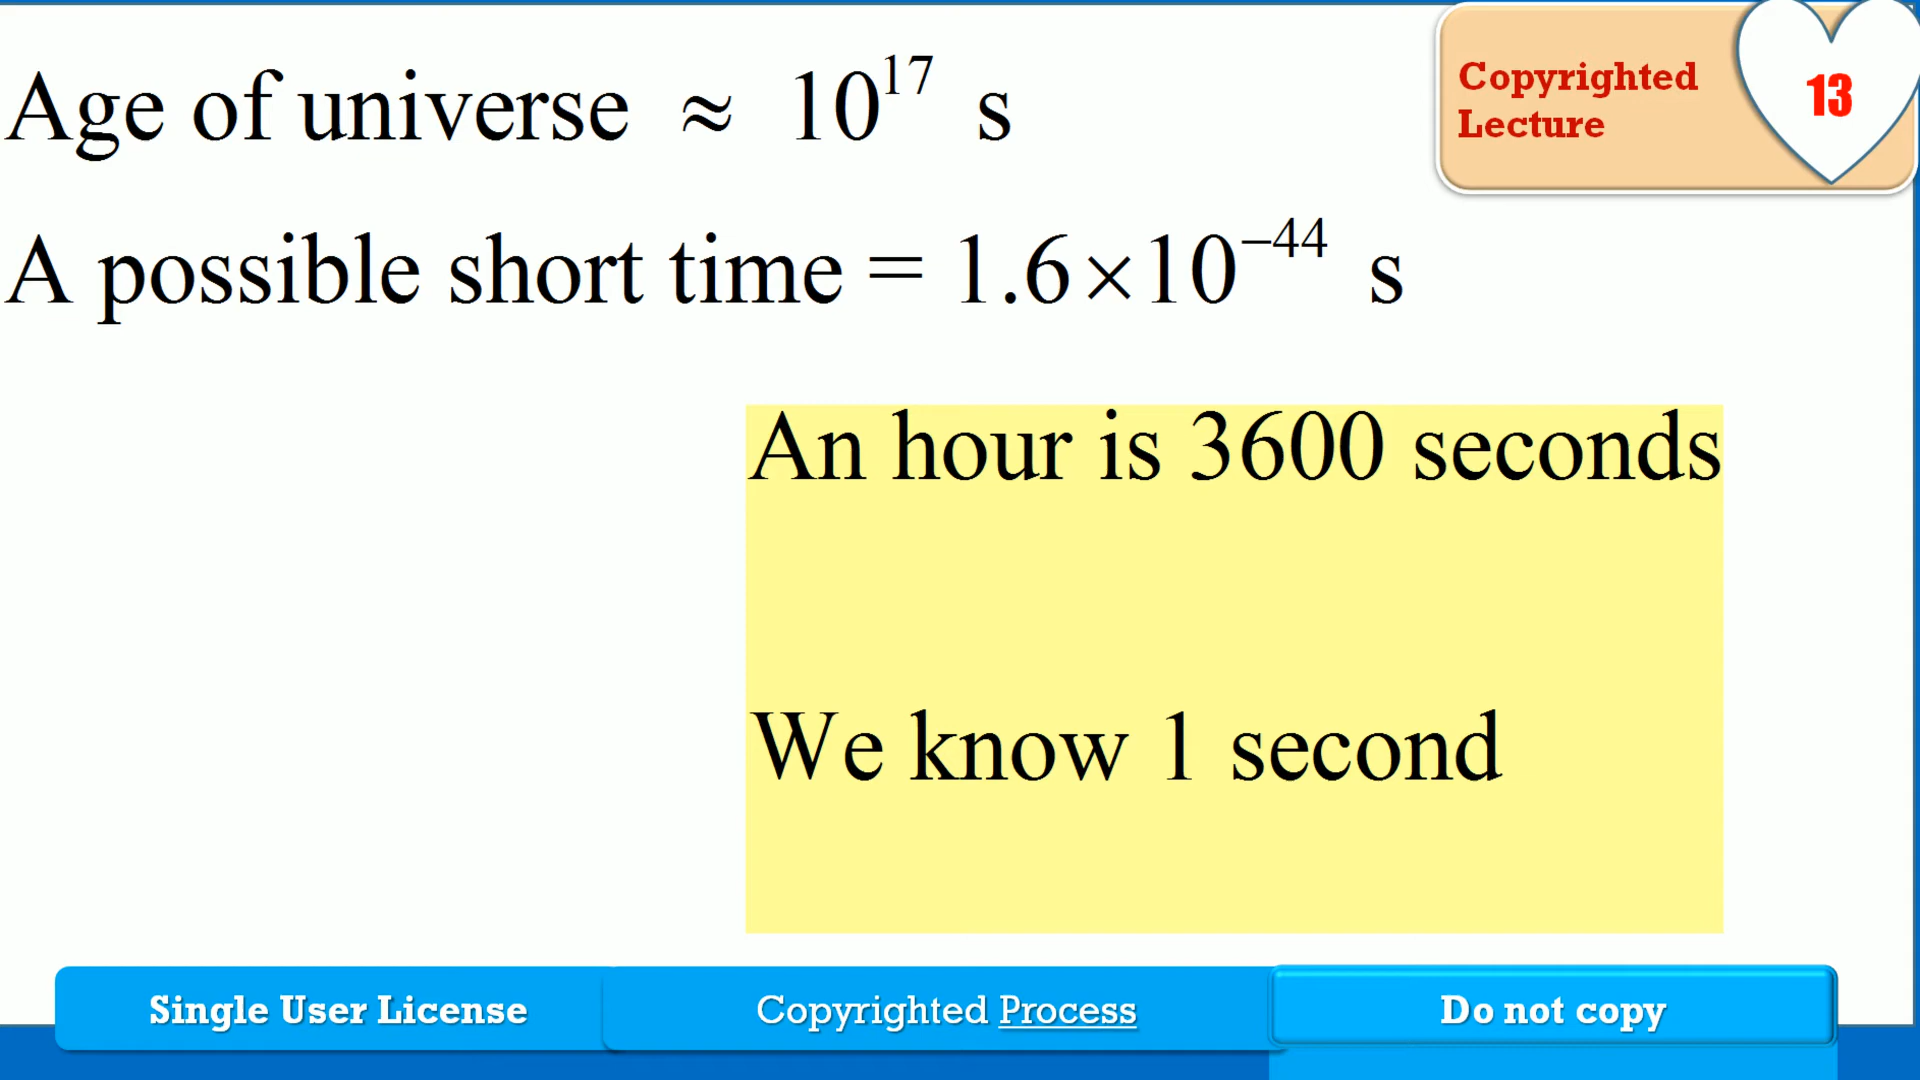 Age of universe ≈ 10¹⁷ s
Copyrighted
Lecture
13
A possible short time = 1.6×10⁻⁴⁴ s
An hour is 3600 seconds
We know 1 second
Single User License
Copyrighted Process
Do not copy